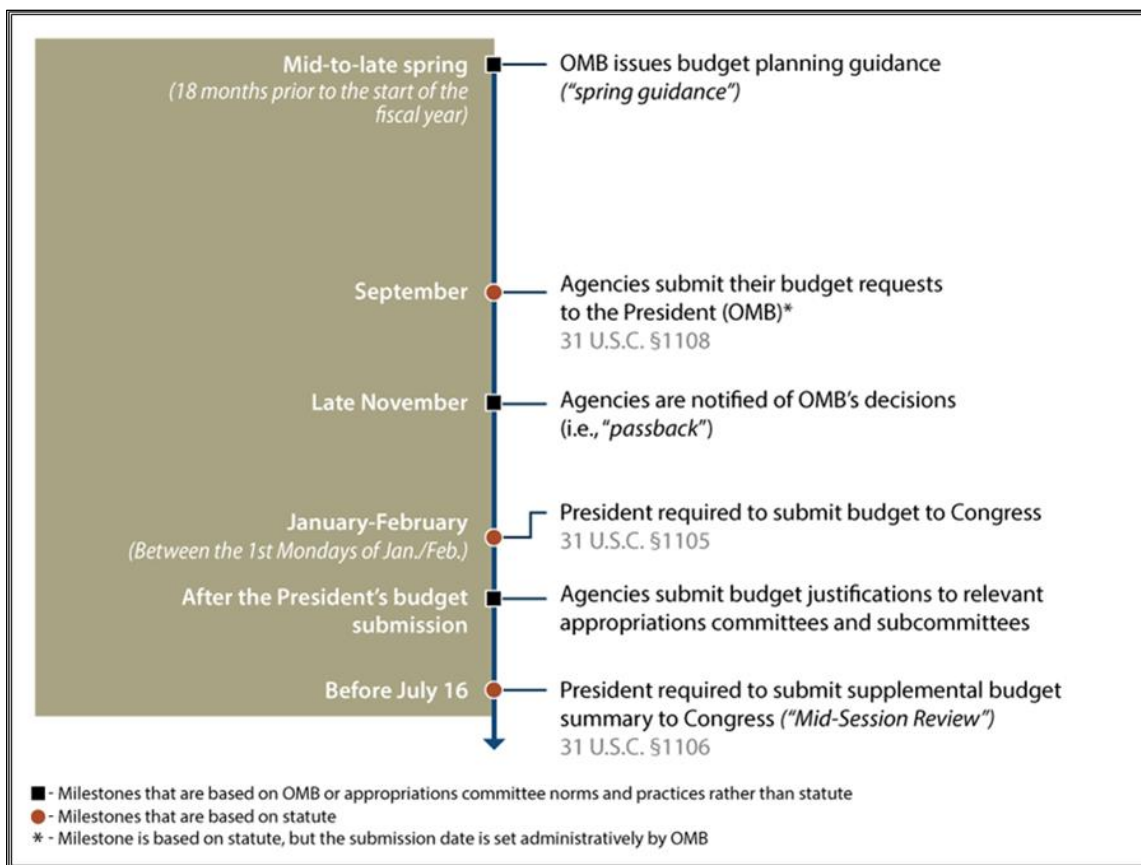 Mid-to-late spring
(18 months prior to the start of the
fiscal year)
OMB issues budget planning guidance
(“spring guidance”)
September
Agencies submit their budget requests
to the President (OMB)*
31 U.S.C. §1108
Late November
Agencies are notified of OMB’s decisions
(i.e., “passback”)
January-February
(Between the 1st Mondays of Jan./Feb.)
President required to submit budget to Congress
31 U.S.C. §1105
After the President’s budget
submission
Agencies submit budget justifications to relevant
appropriations committees and subcommittees
Before July 16
President required to submit supplemental budget
summary to Congress (“Mid-Session Review”)
31 U.S.C. §1106
■ - Milestones that are based on OMB or appropriations committee norms and practices rather than statute
● - Milestones that are based on statute
* - Milestone is based on statute, but the submission date is set administratively by OMB